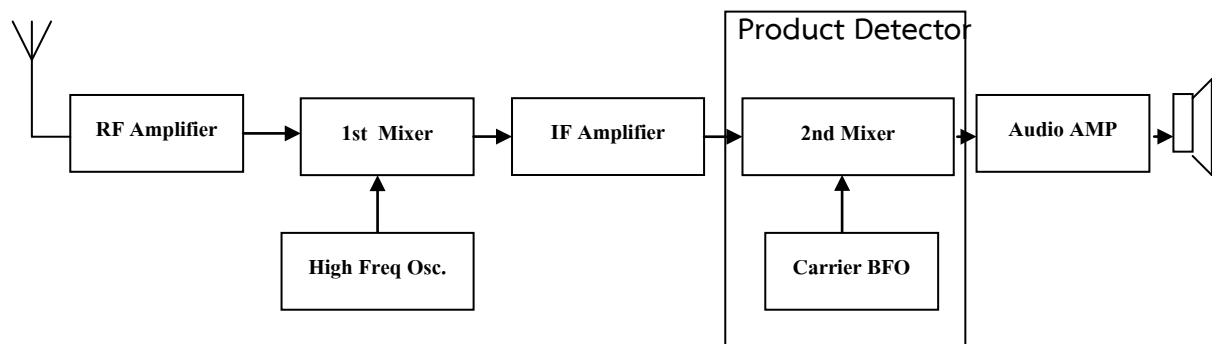 Product Detector
RF Amplifier
1st Mixer
IF Amplifier
2nd Mixer
Audio AMP
High Freq Osc.
Carrier BFO